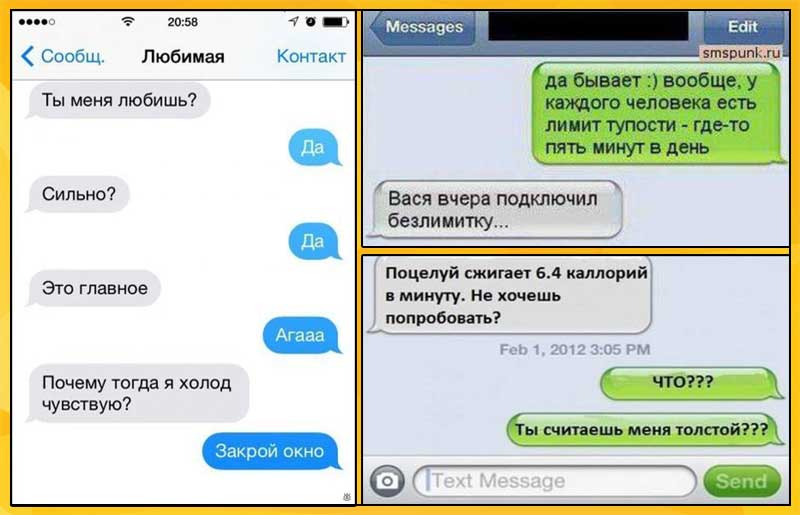 20:58
Сообщ.
Любимая
Контакт
Ты меня любишь?
Да
Сильно?
Да
Это главное
Агааа
Почему тогда я холод
чувствую?
Закрой окно
Messages
Edit
smspunk.ru
да бывает :) вообще, у
каждого человека есть
лимит тупости - где-то
пять минут в день
Вася вчера подключил
безлимитку...
Поцелуй сжигает 6.4 каллорий
в минуту. Не хочешь
попробовать?
Feb 1, 2012 3:05 PM
ЧТО???
Ты считаешь меня толстой???
Text Message
Send